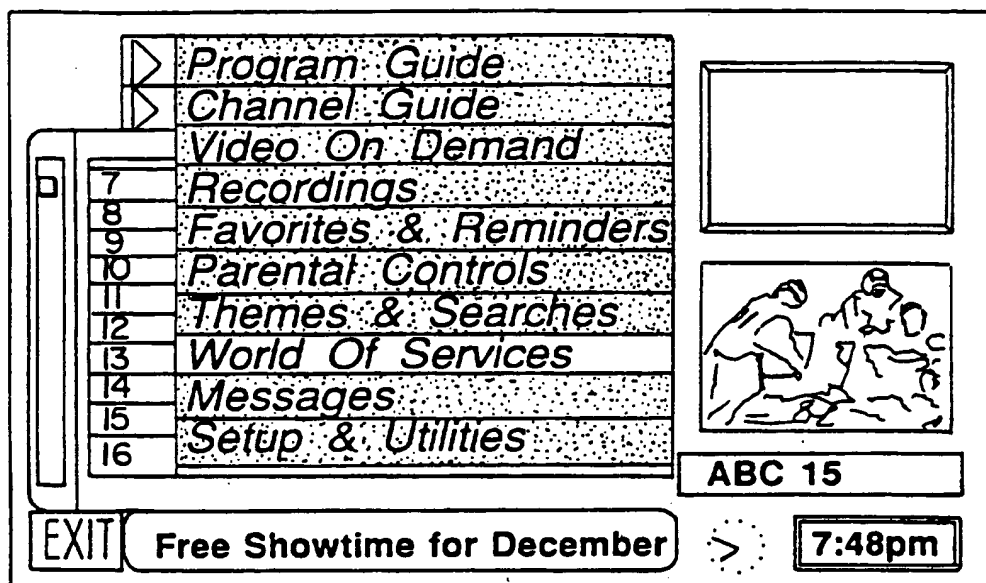 Program Guide
Channel Guide
Video On Demand
7 Recordings
8
9 Favorites & Reminders
10 Parental Controls
11
12 Themes & Searches
13 World Of Services
14 Messages
15
16 Setup & Utilities
ABC 15
EXIT Free Showtime for December 7:48pm